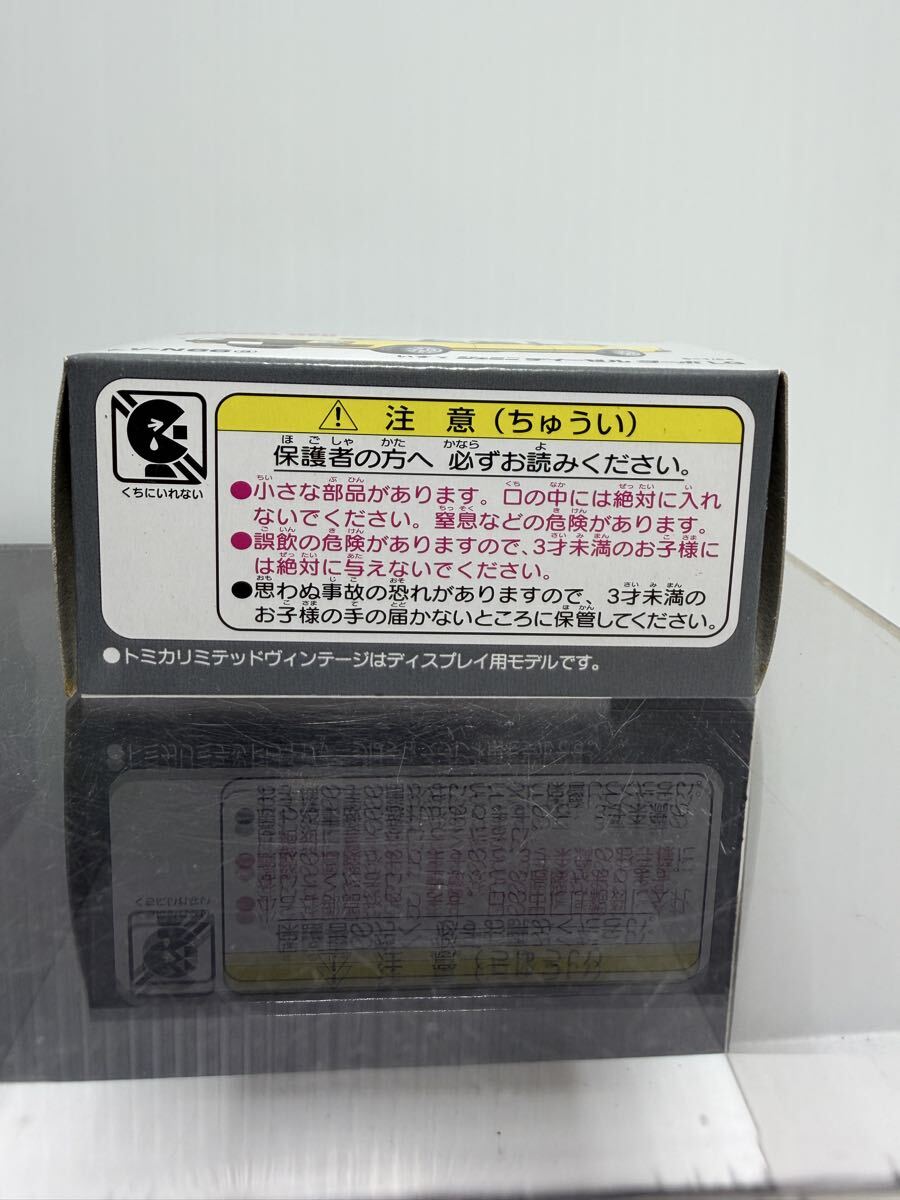 くちにいれない
注 意（ちゅうい）
保護者の方へ 必ずお読みください。
●小さな部品があります。口の中には絶対に入れ
ないでください。窒息などの危険があります。
●誤飲の危険がありますので、3才未満のお子様に
は絶対に与えないでください。
●思わぬ事故の恐れがありますので、3才未満の
お子様の手の届かないところに保管してください。
●トミカリミテッドヴィンテージはディスプレイ用モデルです。